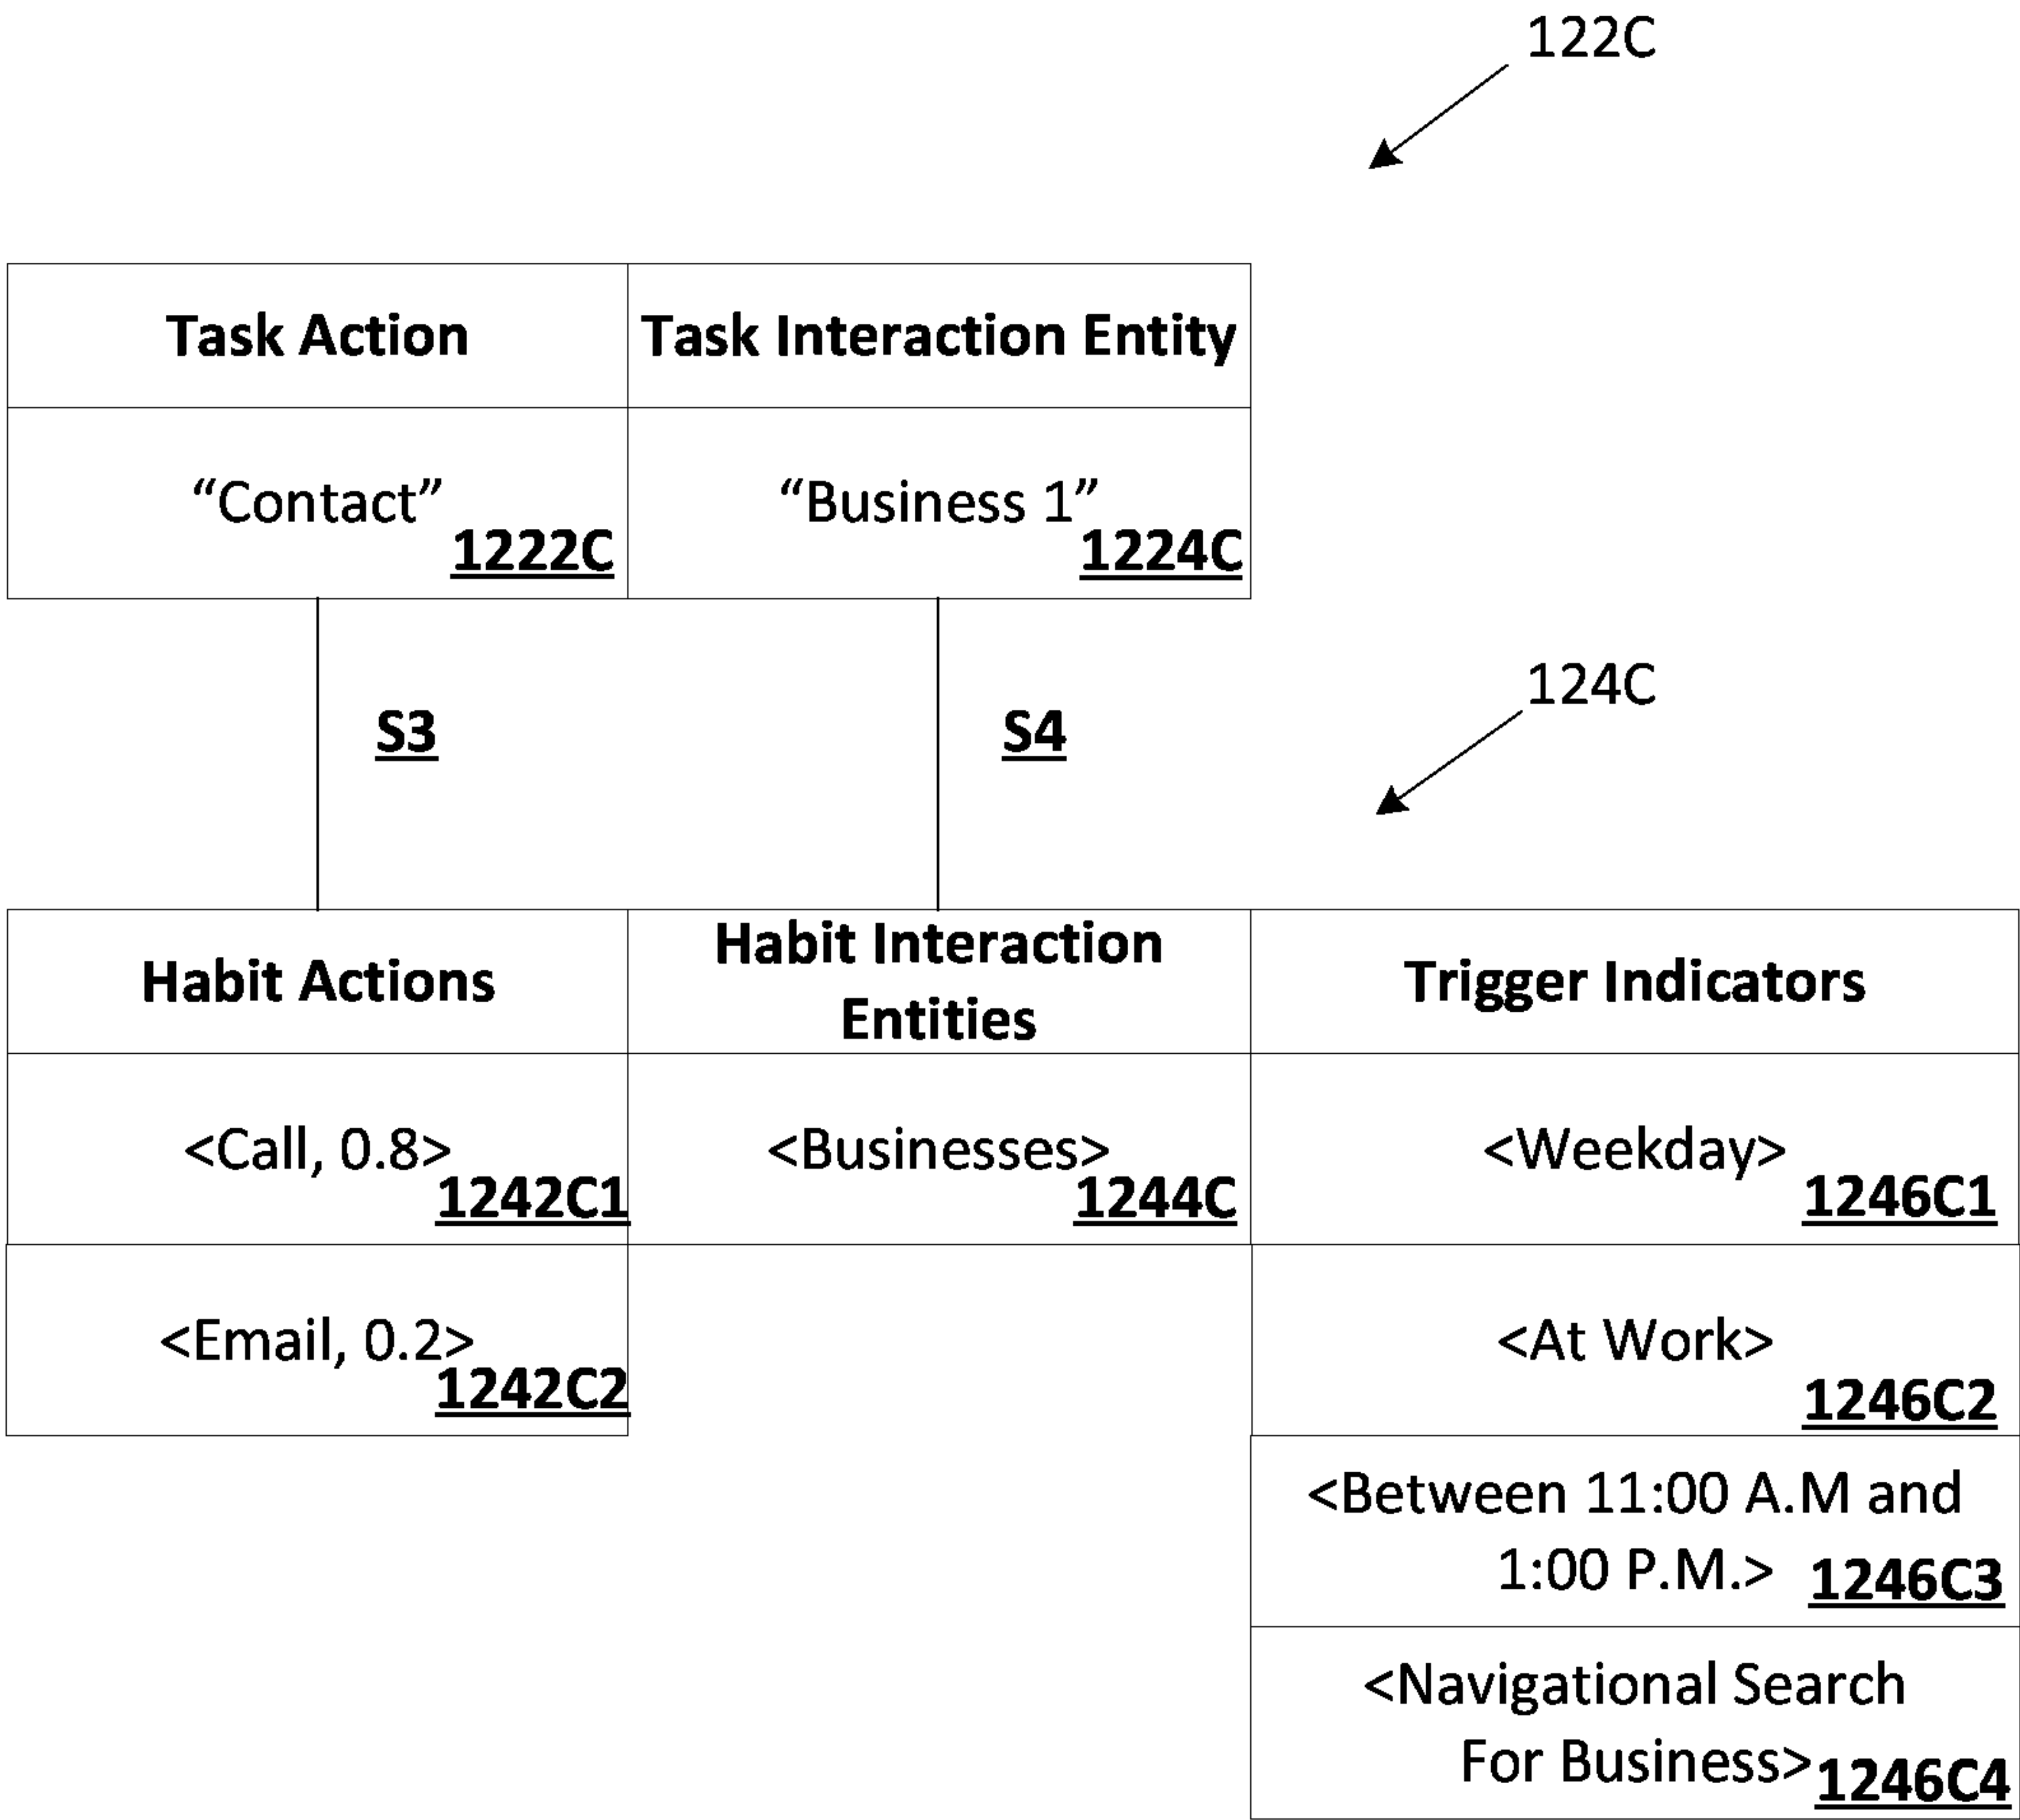 122C
Task Action
Task Interaction Entity
“Contact”
1222C
“Business 1”
1224C
S3
S4
124C
Habit Actions
Habit Interaction
Entities
Trigger Indicators
<Call, 0.8>
1242C1
<Businesses>
1244C
<Weekday>
1246C1
<Email, 0.2>
1242C2
<At Work>
1246C2
<Between 11:00 A.M and
1:00 P.M.> 1246C3
<Navigational Search
For Business> 1246C4